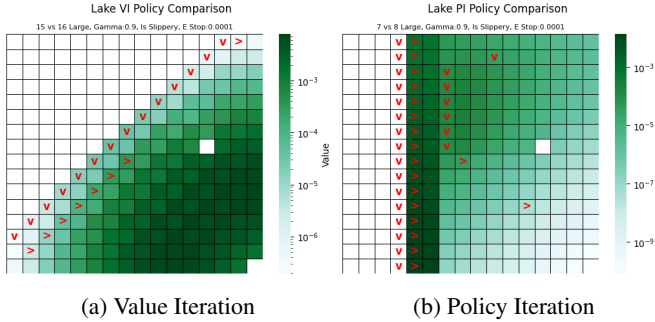 Lake VI Policy Comparison
15 vs 16 Large, Gamma:0.9, Is Slippery, E Stop:0.0001
10⁻³
10⁻⁴
10⁻⁵
10⁻⁶
Value
(a) Value Iteration
Lake PI Policy Comparison
7 vs 8 Large, Gamma:0.9, Is Slippery, E Stop:0.0001
10⁻³
10⁻⁵
10⁻⁷
10⁻⁹
(b) Policy Iteration